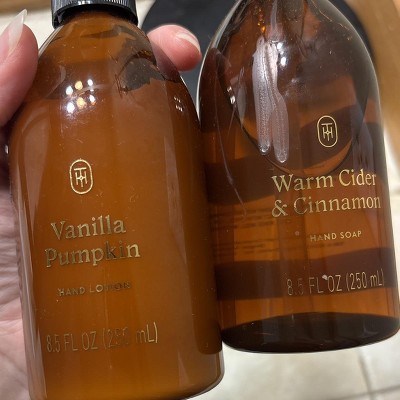 TH
Vanilla
Pumpkin
HAND LOTION
8.5 FL OZ (250 mL)
TH
Warm Cider
& Cinnamon
HAND SOAP
8.5 FL OZ (250 mL)